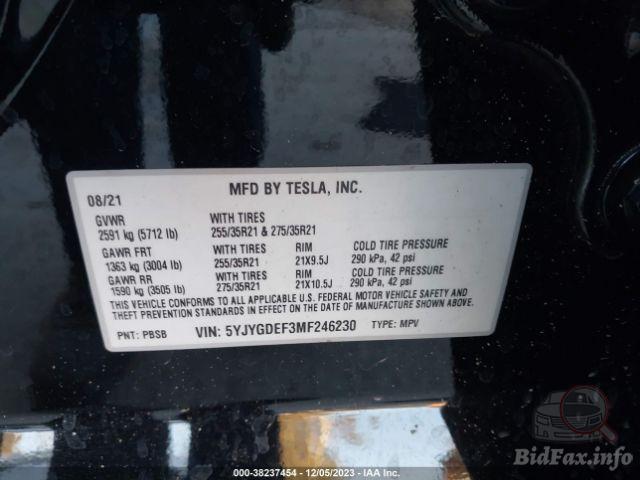 08/21 MFD BY TESLA, INC.
GVWR WITH TIRES
2591 kg (5712 lb) 255/35R21 & 275/35R21
GAWR FRT WITH TIRES RIM COLD TIRE PRESSURE
1363 kg (3004 lb) 255/35R21 21X9.5J 290 kPa, 42 psi
GAWR RR WITH TIRES RIM COLD TIRE PRESSURE
1590 kg (3505 lb) 275/35R21 21X10.5J 290 kPa, 42 psi
THIS VEHICLE CONFORMS TO ALL APPLICABLE U.S. FEDERAL MOTOR VEHICLE SAFETY AND
THEFT PREVENTION STANDARDS IN EFFECT ON THE DATE OF MANUFACTURE SHOWN ABOVE.
PNT: PBSB VIN: 5YJYGDEF3MF246230 TYPE: MPV
BidFax.info
000-38237454 - 12/05/2023 - IAA Inc.